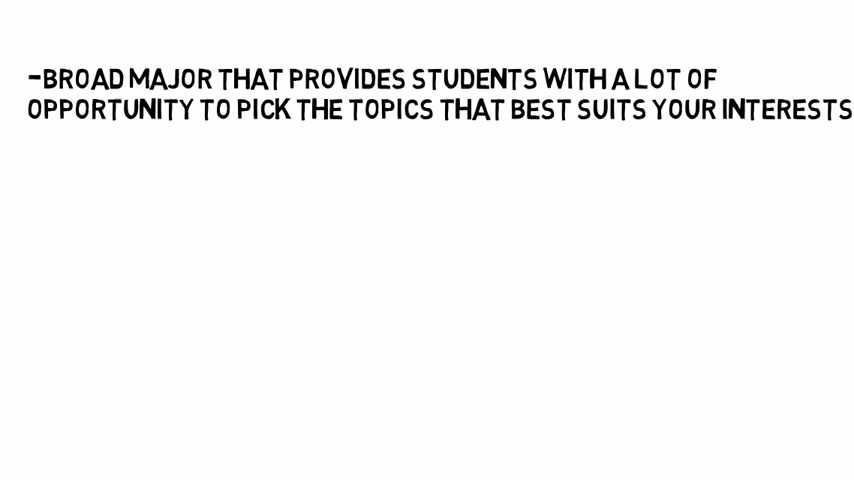 -BROAD MAJOR THAT PROVIDES STUDENTS WITH A LOT OF
OPPORTUNITY TO PICK THE TOPICS THAT BEST SUITS YOUR INTERESTS